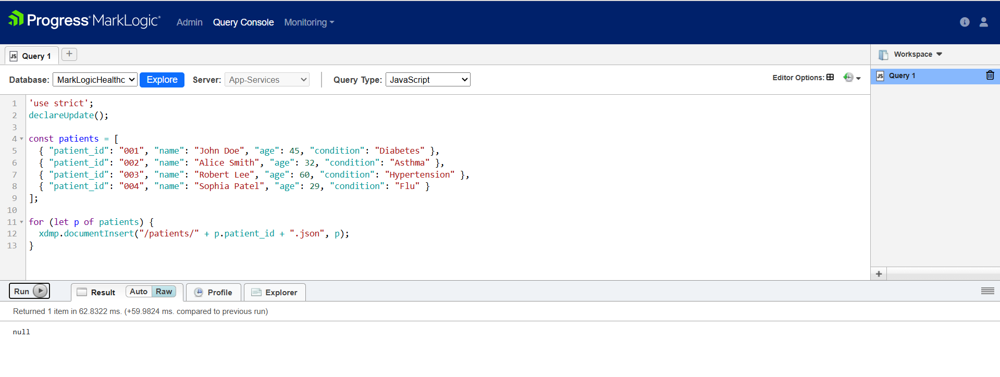 Progress MarkLogic Admin Query Console Monitoring
JS Query 1 +
Workspace
Database: MarkLogicHealthc Explore Server: App-Services Query Type: JavaScript Editor Options:
JS Query 1
1 'use strict';
2 declareUpdate();
3
4 const patients = [
5 { "patient_id": "001", "name": "John Doe", "age": 45, "condition": "Diabetes" },
6 { "patient_id": "002", "name": "Alice Smith", "age": 32, "condition": "Asthma" },
7 { "patient_id": "003", "name": "Robert Lee", "age": 60, "condition": "Hypertension" },
8 { "patient_id": "004", "name": "Sophia Patel", "age": 29, "condition": "Flu" }
9 ];
10
11 for (let p of patients) {
12 xdmp.documentInsert("/patients/" + p.patient_id + ".json", p);
13 }
+
Run Result Auto Raw Profile Explorer
Returned 1 item in 62.8322 ms. (+59.9824 ms. compared to previous run)
null